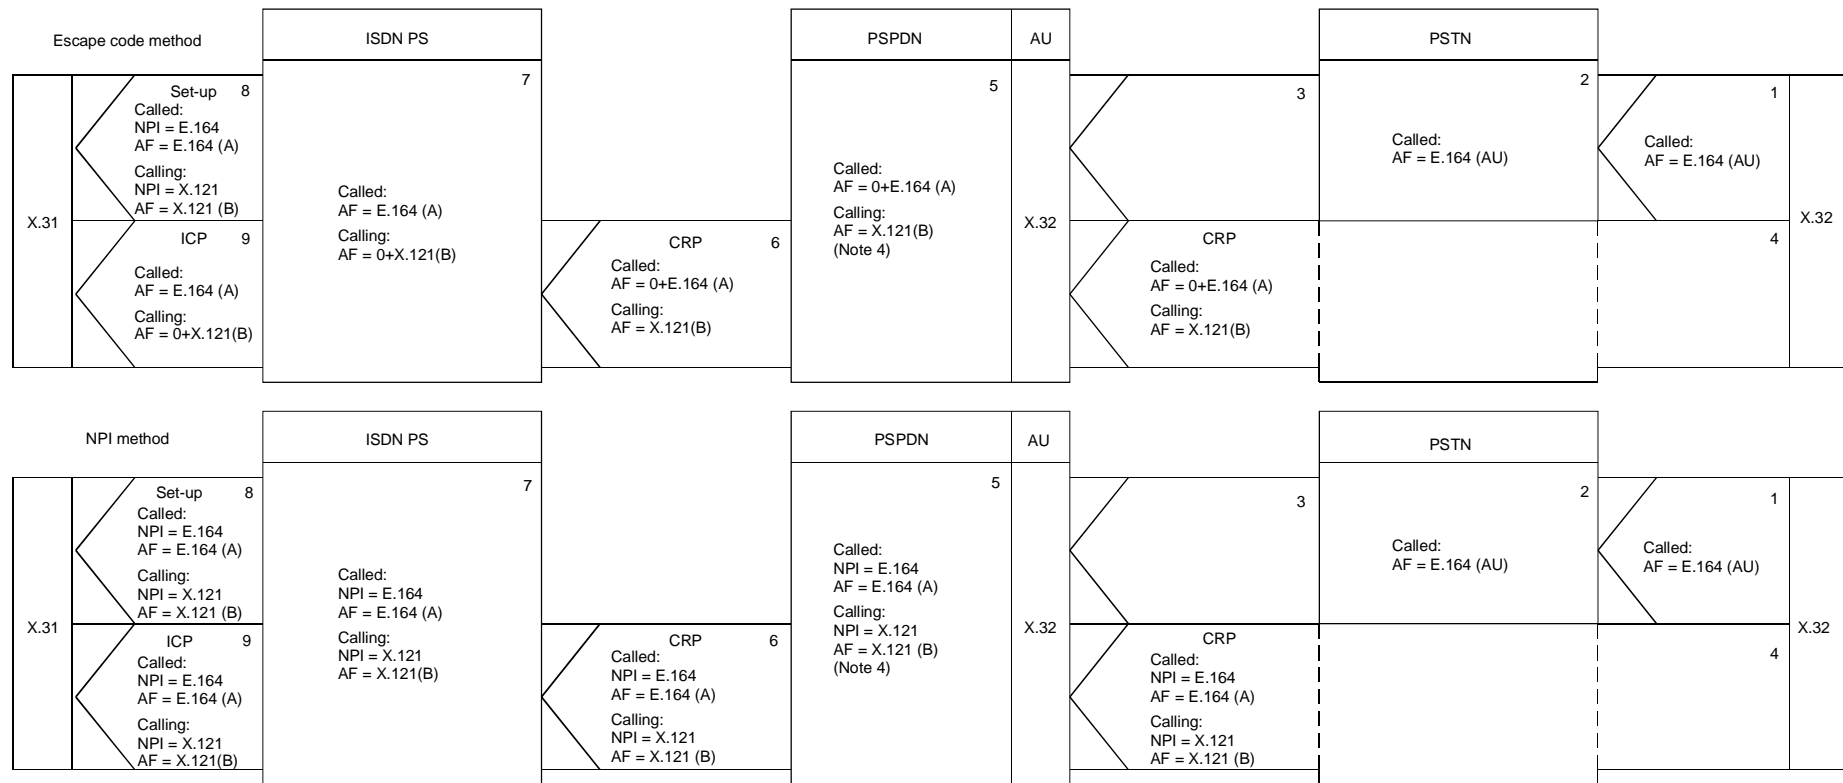 Escape code method
ISDN PS
PSPDN
AU
PSTN
X.31
Set-up 8
Called:
NPI = E.164
AF = E.164 (A)
Calling:
NPI = X.121
AF = X.121 (B)
ICP 9
Called:
AF = E.164 (A)
Calling:
AF = 0+X.121(B)
7
Called:
AF = E.164 (A)
Calling:
AF = 0+X.121(B)
CRP 6
Called:
AF = 0+E.164 (A)
Calling:
AF = X.121(B)
5
Called:
AF = 0+E.164 (A)
Calling:
AF = X.121(B)
(Note 4)
X.32
3
CRP
Called:
AF = 0+E.164 (A)
Calling:
AF = X.121(B)
2
Called:
AF = E.164 (AU)
1
Called:
AF = E.164 (AU)
4
X.32
NPI method
ISDN PS
PSPDN
AU
PSTN
X.31
Set-up 8
Called:
NPI = E.164
AF = E.164 (A)
Calling:
NPI = X.121
AF = X.121 (B)
ICP 9
Called:
NPI = E.164
AF = E.164 (A)
Calling:
NPI = X.121
AF = X.121(B)
7
Called:
NPI = E.164
AF = E.164 (A)
Calling:
NPI = X.121
AF = X.121(B)
CRP 6
Called:
NPI = E.164
AF = E.164 (A)
Calling:
NPI = X.121
AF = X.121 (B)
5
Called:
NPI = E.164
AF = E.164 (A)
Calling:
NPI = X.121
AF = X.121 (B)
(Note 4)
X.32
3
CRP
Called:
NPI = E.164
AF = E.164 (A)
Calling:
NPI = X.121
AF = X.121 (B)
2
Called:
AF = E.164 (AU)
1
Called:
AF = E.164 (AU)
4
X.32